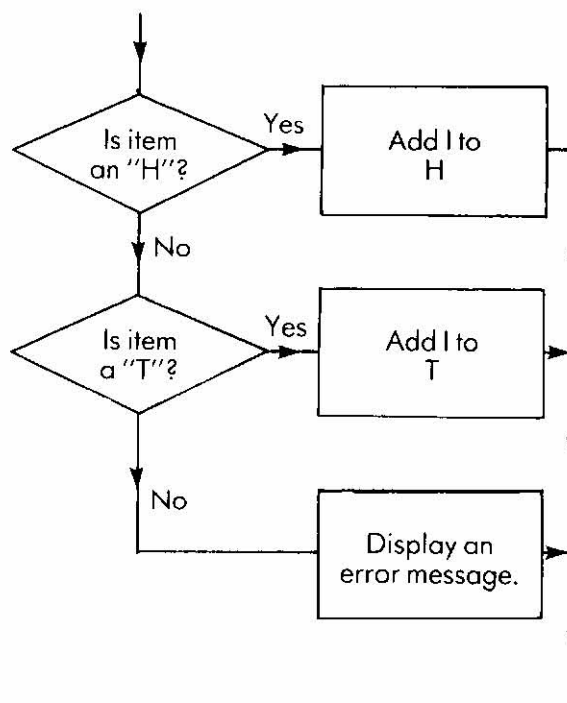 Is item
an "H"?
Yes
Add 1 to
H
No
Is item
a "T"?
Yes
Add 1 to
T
No
Display an
error message.